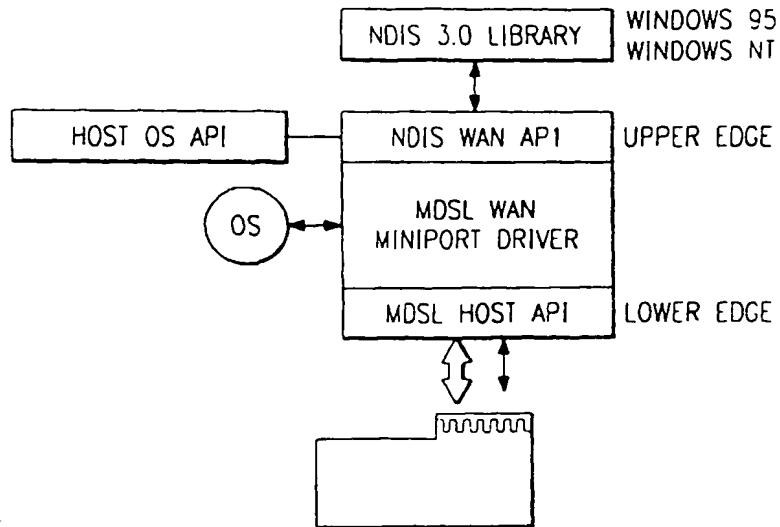 NDIS 3.0 LIBRARY
WINDOWS 95
WINDOWS NT
HOST OS API
NDIS WAN AP1
UPPER EDGE
OS
MDSL WAN
MINIPORT DRIVER
MDSL HOST API
LOWER EDGE